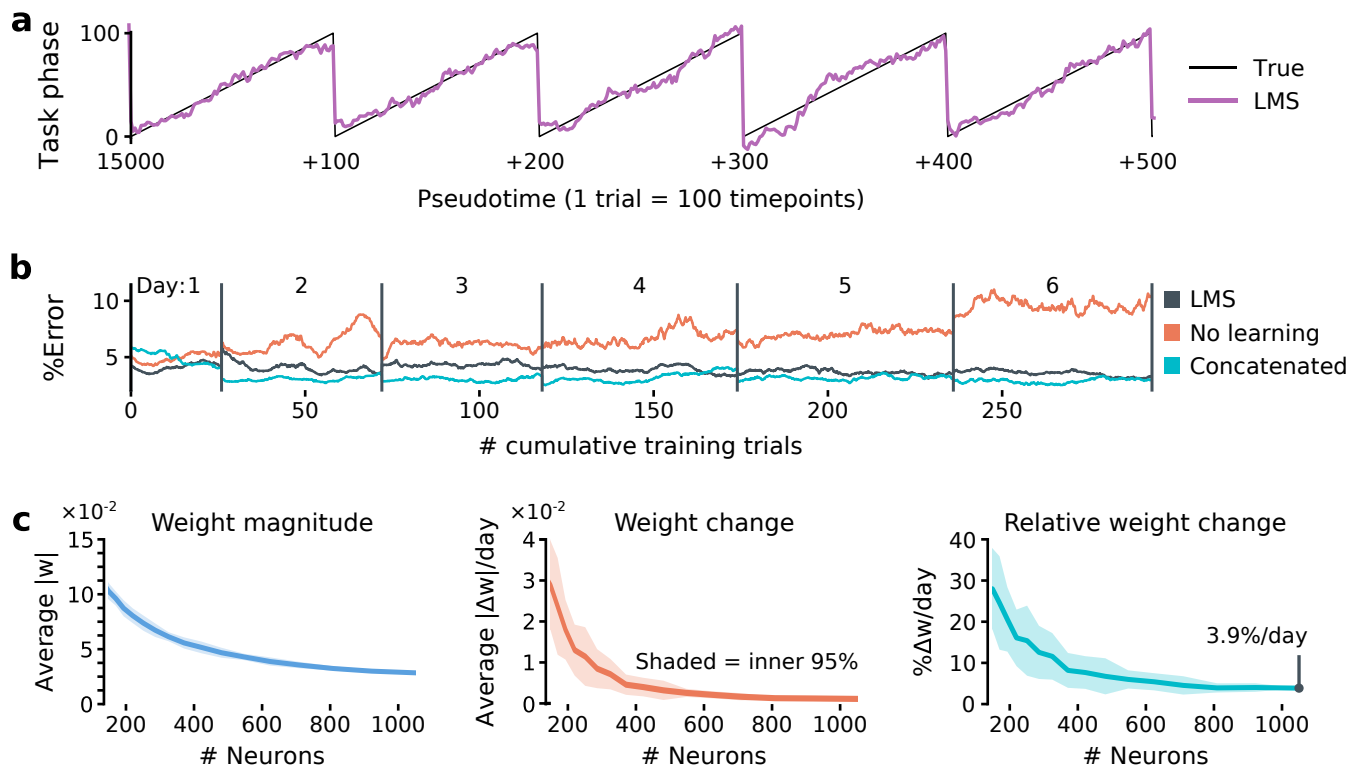 a
Task phase
100
0
15000
+100
+200
+300
+400
+500
Pseudotime (1 trial = 100 timepoints)
True
LMS
b
%Error
10
5
Day:1
2
3
4
5
6
0
50
100
150
200
250
# cumulative training trials
LMS
No learning
Concatenated
c
×10-2
Weight magnitude
Average |w|
15
10
5
0
200
400
600
800
1000
# Neurons
×10-2
Weight change
Average |Δw|/day
4
3
2
1
0
Shaded = inner 95%
200
400
600
800
1000
# Neurons
Relative weight change
%Δw/day
40
30
20
10
0
3.9%/day
200
400
600
800
1000
# Neurons